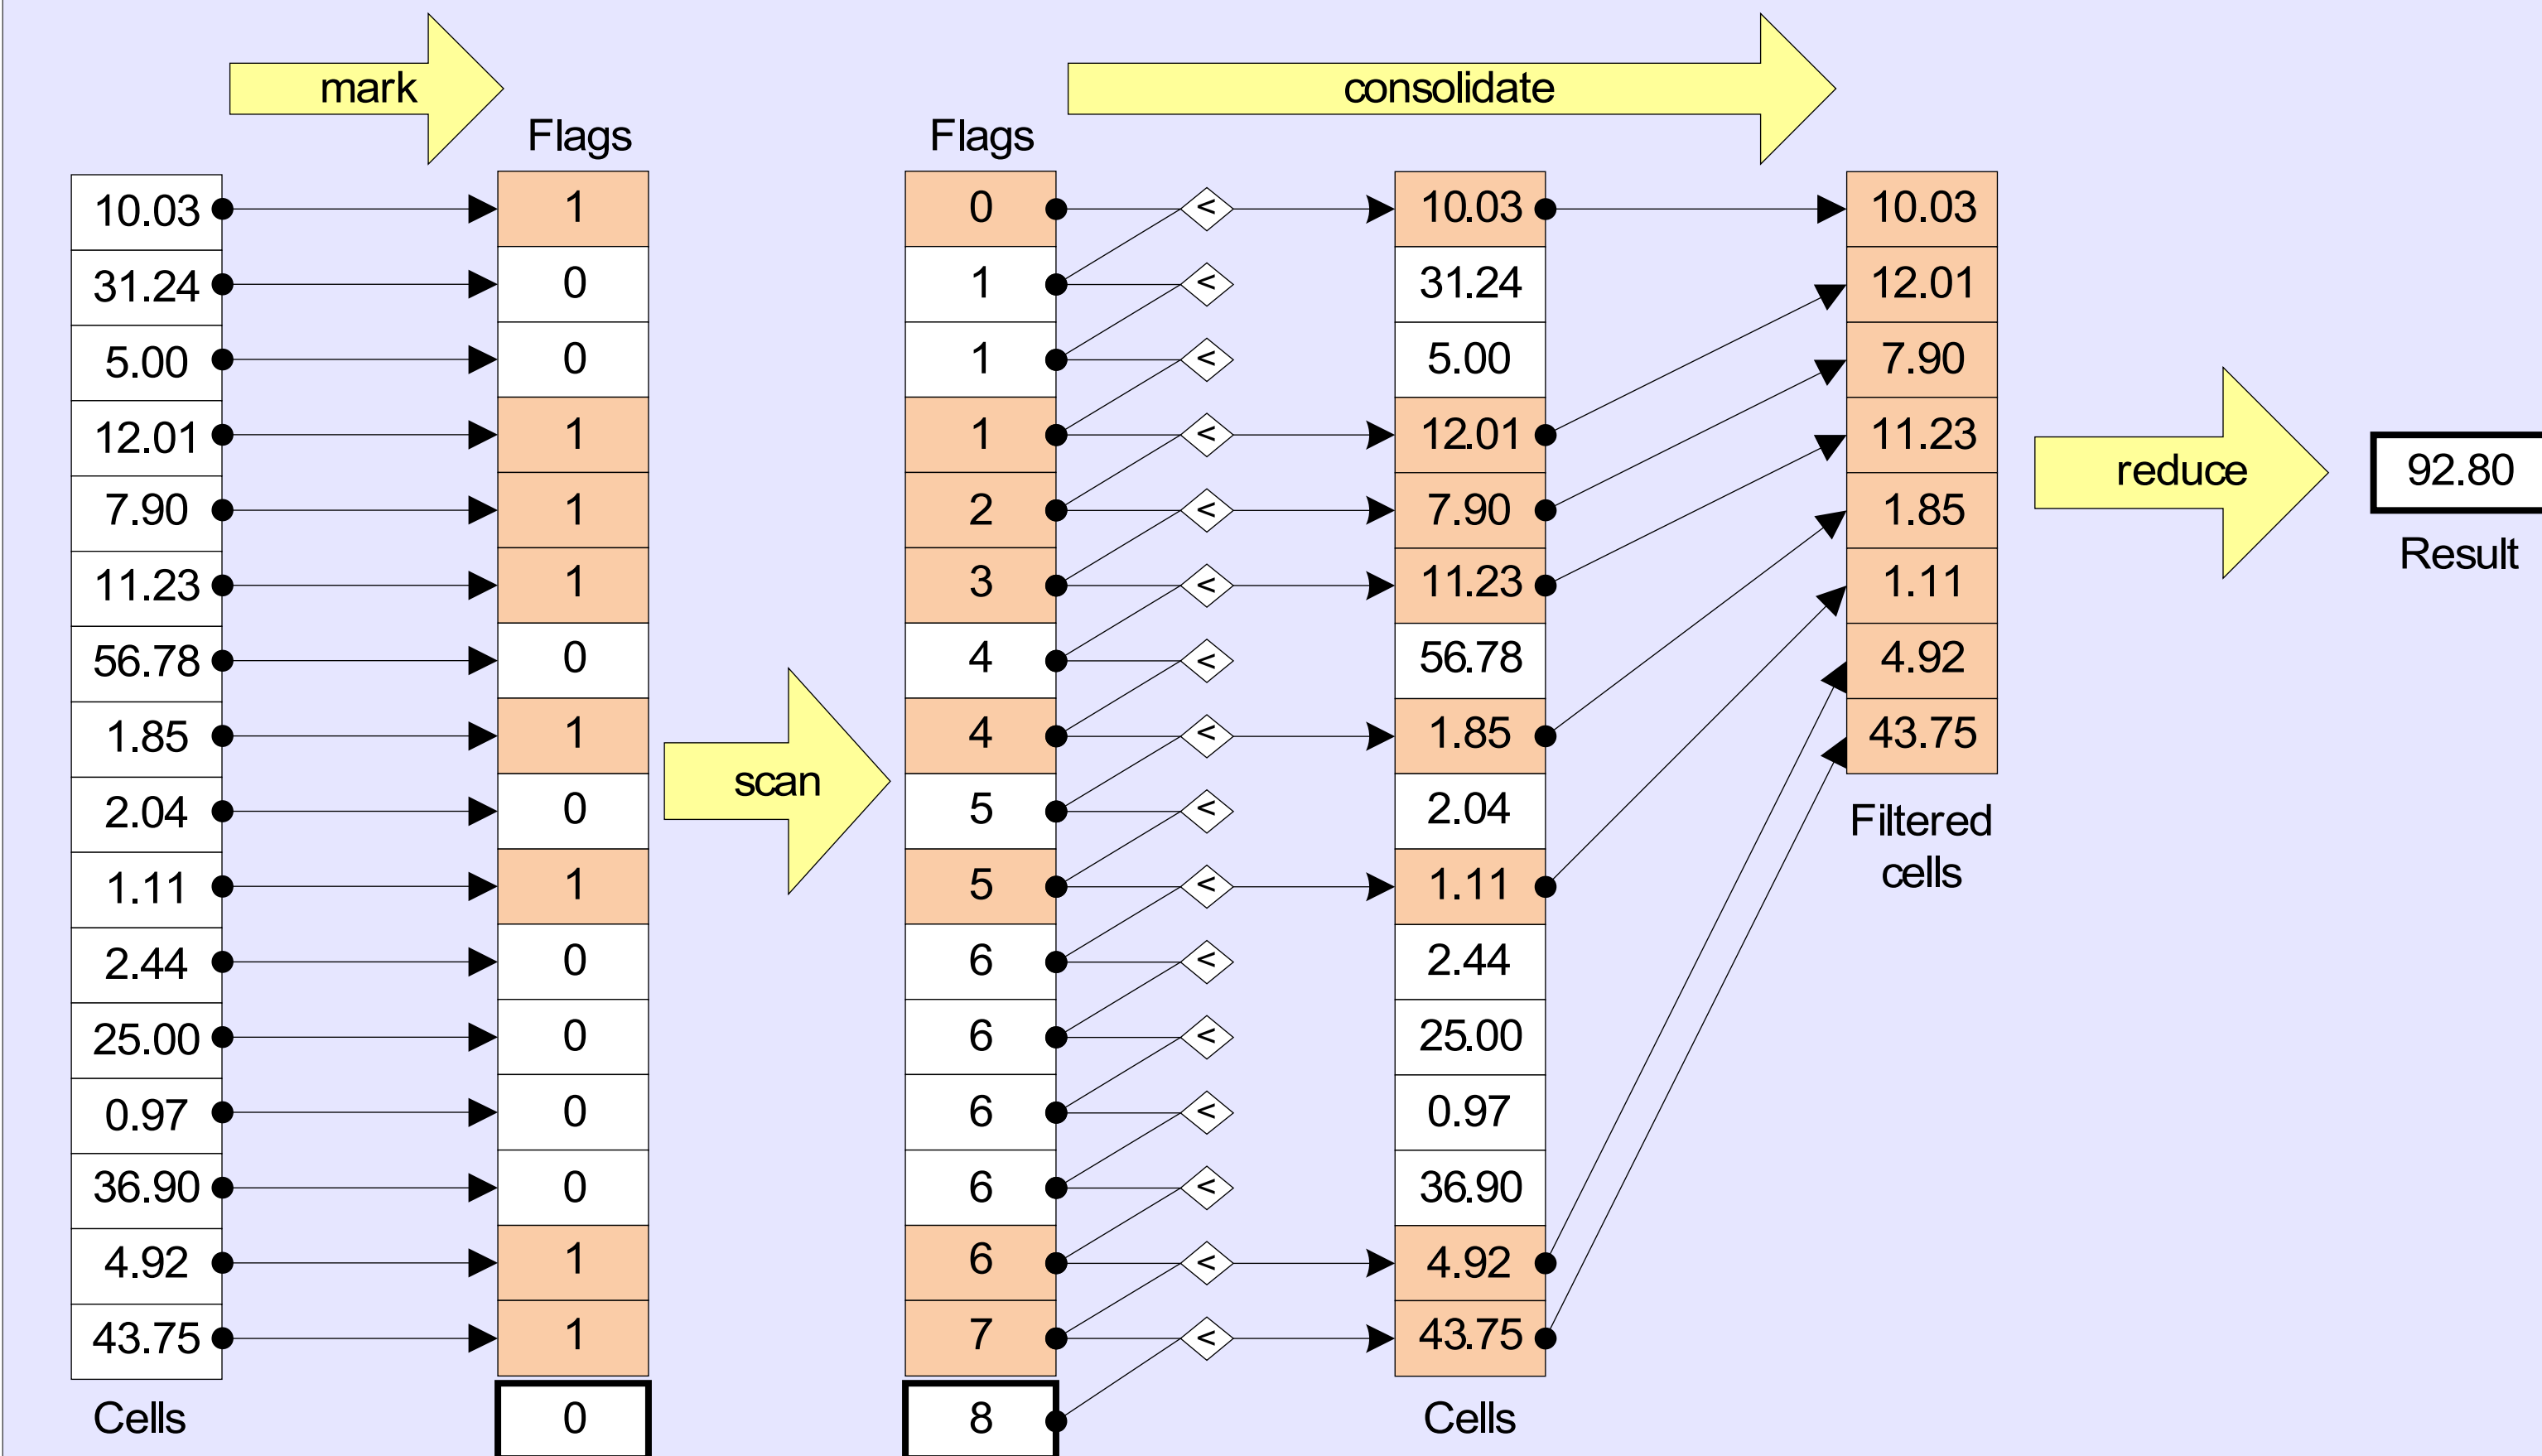 mark
consolidate
Flags
Flags
10.03 1 0 < 10.03 10.03
31.24 0 1 < 31.24 12.01
5.00 0 1 < 5.00 7.90
12.01 1 1 < 12.01 11.23
reduce
92.80
7.90 1 2 < 7.90 1.85
Result
11.23 1 3 < 11.23 1.11
56.78 0 4 < 56.78 4.92
1.85 1 4 < 1.85 43.75
scan
2.04 0 5 < 2.04
Filtered
cells
1.11 1 5 < 1.11
2.44 0 6 < 2.44
25.00 0 6 < 25.00
0.97 0 6 < 0.97
36.90 0 6 < 36.90
4.92 1 6 < 4.92
43.75 1 7 < 43.75
Cells 0 8 Cells